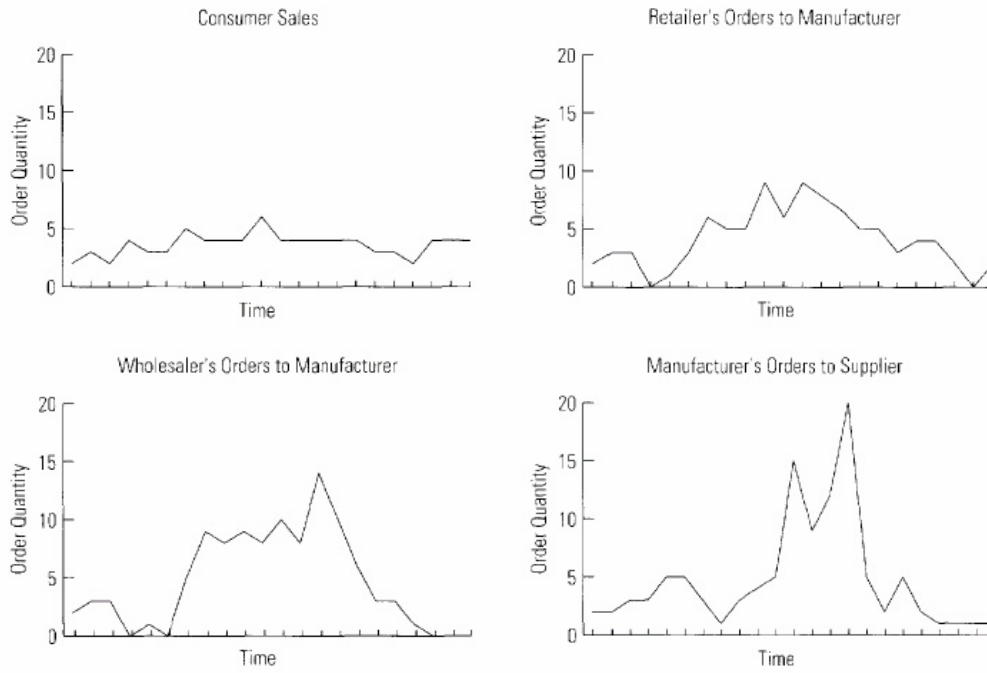 Consumer Sales
20
15
10
5
0
Order Quantity
Time
Retailer's Orders to Manufacturer
20
15
10
5
0
Order Quantity
Time
Wholesaler's Orders to Manufacturer
20
15
10
5
0
Order Quantity
Time
Manufacturer's Orders to Supplier
20
15
10
5
0
Order Quantity
Time